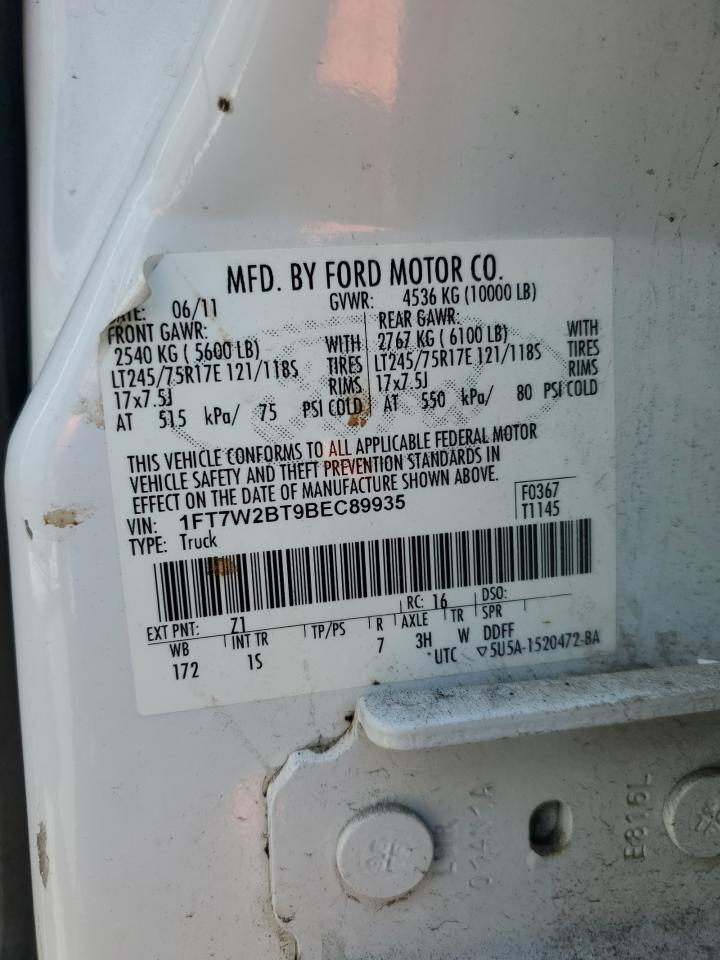 MFD. BY FORD MOTOR CO.
DATE: 06/11 GVWR: 4536 KG (10000 LB)
FRONT GAWR: REAR GAWR:
2540 KG ( 5600 LB) WITH 2767 KG ( 6100 LB) WITH
LT245/75R17E 121/118S TIRES LT245/75R17E 121/118S TIRES
17x7.5J RIMS 17x7.5J RIMS
AT 515 kPa/ 75 PSI COLD AT 550 kPa/ 80 PSI COLD
THIS VEHICLE CONFORMS TO ALL APPLICABLE FEDERAL MOTOR
VEHICLE SAFETY AND THEFT PREVENTION STANDARDS IN
EFFECT ON THE DATE OF MANUFACTURE SHOWN ABOVE.
VIN: 1FT7W2BT9BEC89935 F0367
TYPE: Truck T1145
EXT PNT: Z1 RC: 16 DSO:
WB INT TR TP/PS R AXLE TR SPR
172 1S 7 3H W DDFF
*UTC ▽5U5A-1520472-BA
E815L